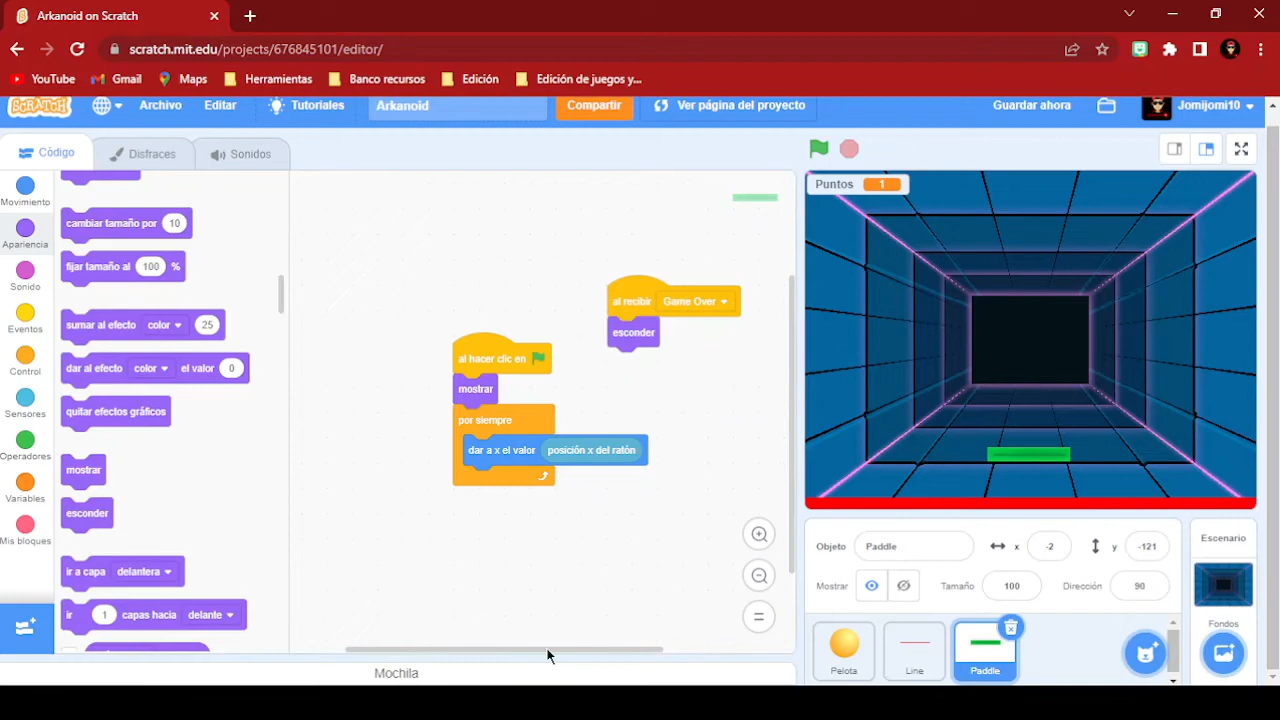 Arkanoid on Scratch
scratch.mit.edu/projects/676845101/editor/
YouTube Gmail Maps Herramientas Banco recursos Edición Edición de juegos y...
SCRATCH Archivo Editar Tutoriales Arkanoid Compartir Ver página del proyecto Guardar ahora Jomijomi10
Código Disfraces Sonidos
Movimiento
Apariencia
Sonido
Eventos
Control
Sensores
Operadores
Variables
Mis bloques
cambiar tamaño por 10
fijar tamaño al 100 %
sumar al efecto color 25
dar al efecto color el valor 0
quitar efectos gráficos
mostrar
esconder
ir a capa delantera
ir 1 capas hacia delante
al recibir Game Over
esconder
al hacer clic en
mostrar
por siempre
dar a x el valor posición x del ratón
Mochila
Puntos 1
Objeto Paddle x -2 y -121
Mostrar Tamaño 100 Dirección 90
Pelota Line Paddle
Escenario
Fondos